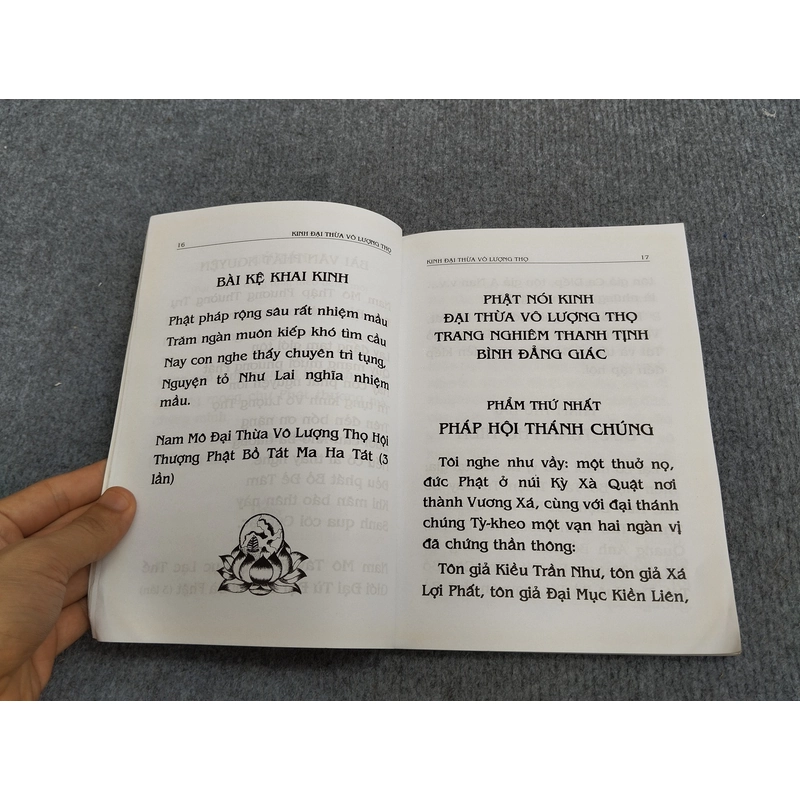 16
KINH ĐẠI THỪA VÔ LƯỢNG THỌ
BÀI KỆ KHAI KINH
Phật pháp rộng sâu rất nhiệm mầu
Trăm ngàn muôn kiếp khó tìm cầu
Nay con nghe thấy chuyên trì tụng,
Nguyện tỏ Như Lai nghĩa nhiệm
mầu.
Nam Mô Đại Thừa Vô Lượng Thọ Hội
Thượng Phật Bồ Tát Ma Ha Tát (3
lần)
KINH ĐẠI THỪA VÔ LƯỢNG THỌ
17
PHẬT NÓI KINH
ĐẠI THỪA VÔ LƯỢNG THỌ
TRANG NGHIÊM THANH TỊNH
BÌNH ĐẲNG GIÁC
PHẨM THỨ NHẤT
PHÁP HỘI THÁNH CHÚNG
Tôi nghe như vầy: một thuở nọ,
đức Phật ở núi Kỳ Xà Quật nơi
thành Vương Xá, cùng với đại thánh
chúng Tỳ-kheo một vạn hai ngàn vị
đã chứng thần thông:
Tôn giả Kiều Trần Như, tôn giả Xá
Lợi Phất, tôn giả Đại Mục Kiền Liên,